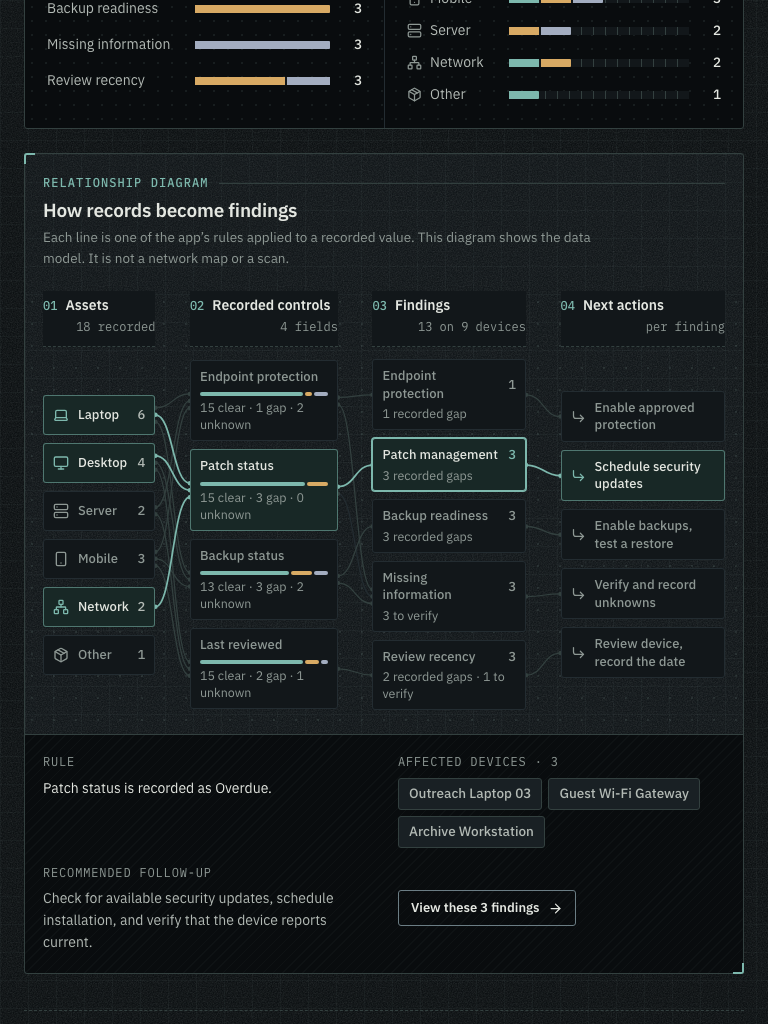 Backup readiness 3
Missing information 3
Review recency 3
Mobile 3
Server 2
Network 2
Other 1
RELATIONSHIP DIAGRAM
How records become findings
Each line is one of the app's rules applied to a recorded value. This diagram shows the data
model. It is not a network map or a scan.
01 Assets
18 recorded
02 Recorded controls
4 fields
03 Findings
13 on 9 devices
04 Next actions
per finding
Laptop 6
Desktop 4
Server 2
Mobile 3
Network 2
Other 1
Endpoint protection
15 clear · 1 gap · 2
unknown
Patch status
15 clear · 3 gap · 0
unknown
Backup status
13 clear · 3 gap · 2
unknown
Last reviewed
15 clear · 2 gap · 1
unknown
Endpoint
protection 1
1 recorded gap
Patch management 3
3 recorded gaps
Backup readiness 3
3 recorded gaps
Missing
information 3
3 to verify
Review recency 3
2 recorded gaps · 1 to
verify
Enable approved
protection
Schedule security
updates
Enable backups,
test a restore
Verify and record
unknowns
Review device,
record the date
RULE
Patch status is recorded as Overdue.
AFFECTED DEVICES · 3
Outreach Laptop 03
Guest Wi-Fi Gateway
Archive Workstation
RECOMMENDED FOLLOW-UP
Check for available security updates, schedule
installation, and verify that the device reports
current.
View these 3 findings →